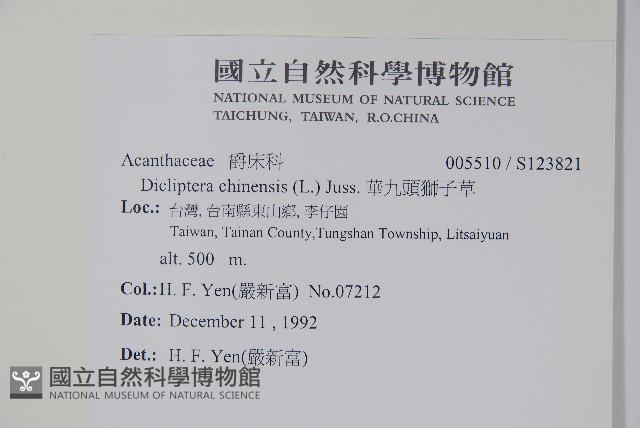 國立自然科學博物館
NATIONAL MUSEUM OF NATURAL SCIENCE
TAICHUNG, TAIWAN, R.O.CHINA
Acanthaceae 爵床科 005510 / S123821
Dicliptera chinensis (L.) Juss. 華九頭獅子草
Loc.: 台灣, 台南縣東山鄉, 李仔園
Taiwan, Tainan County,Tungshan Township, Litsaiyuan
alt. 500 m.
Col.: H. F. Yen(嚴新富) No.07212
Date: December 11 , 1992
Det.: H. F. Yen(嚴新富)
國立自然科學博物館
NATIONAL MUSEUM OF NATURAL SCIENCE